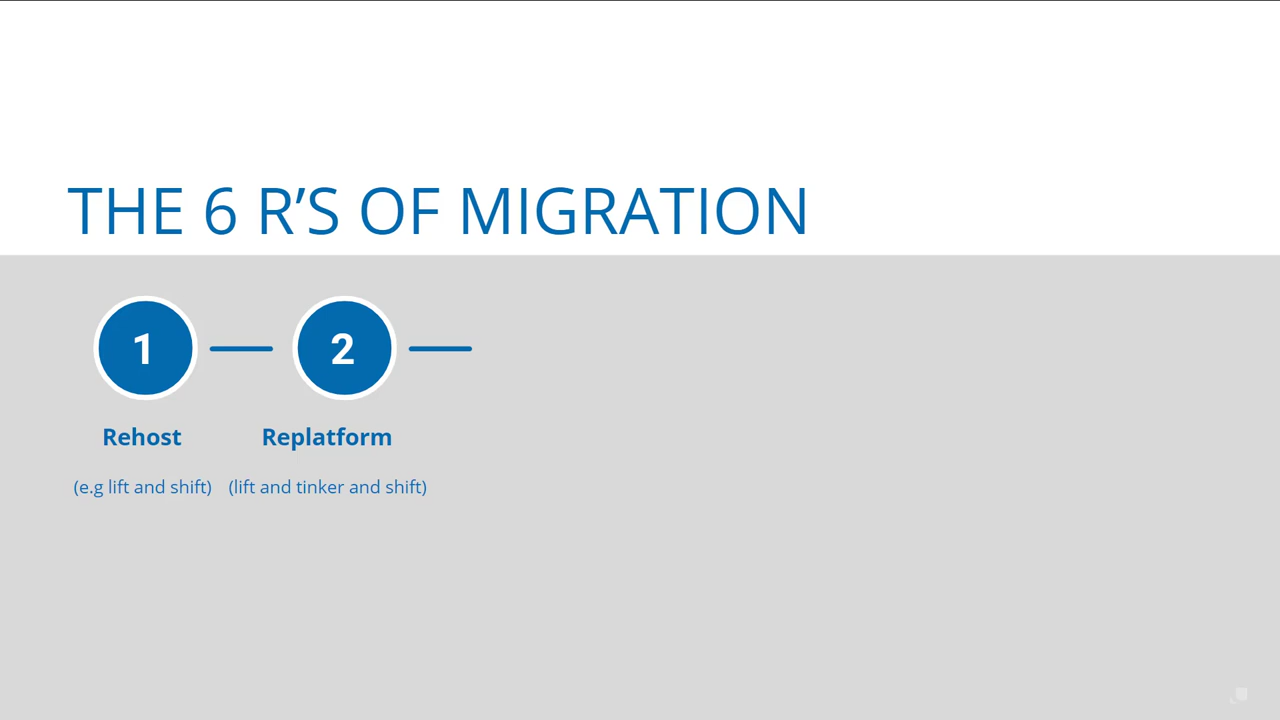 THE 6 R’S OF MIGRATION
1
2
Rehost
Replatform
(e.g lift and shift)
(lift and tinker and shift)